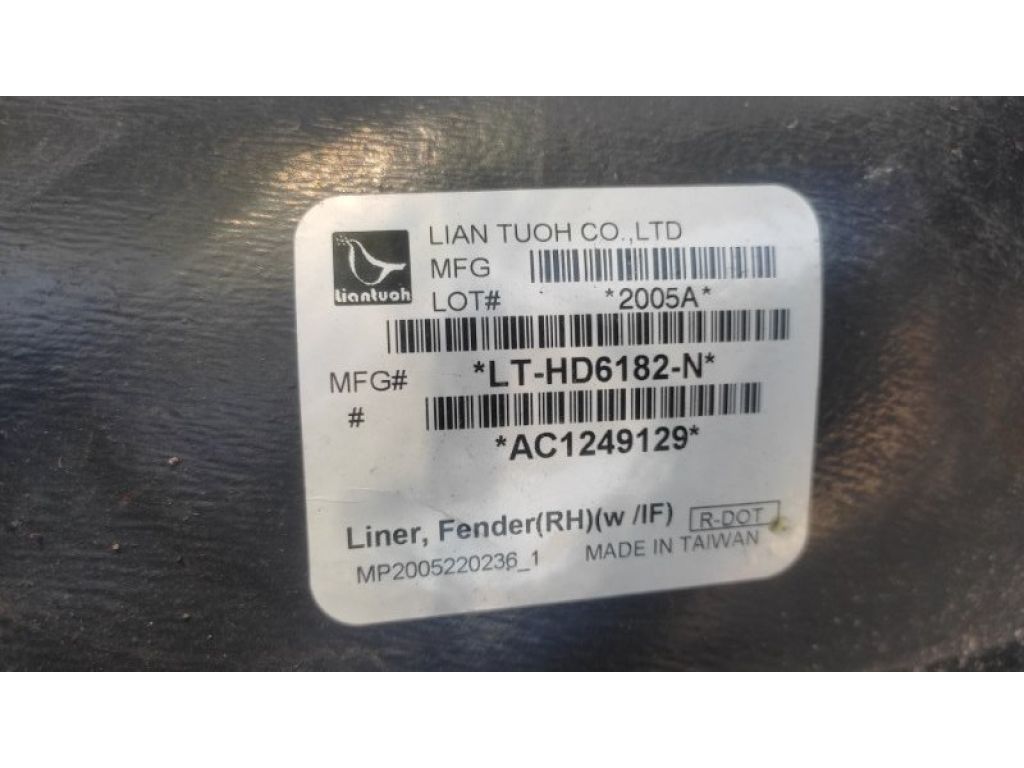 Liantuoh
LIAN TUOH CO.,LTD
MFG
LOT# *2005A*
MFG# *LT-HD6182-N*
# *AC1249129*
Liner, Fender(RH)(w /IF) R-DOT
MP2005220236_1 MADE IN TAIWAN